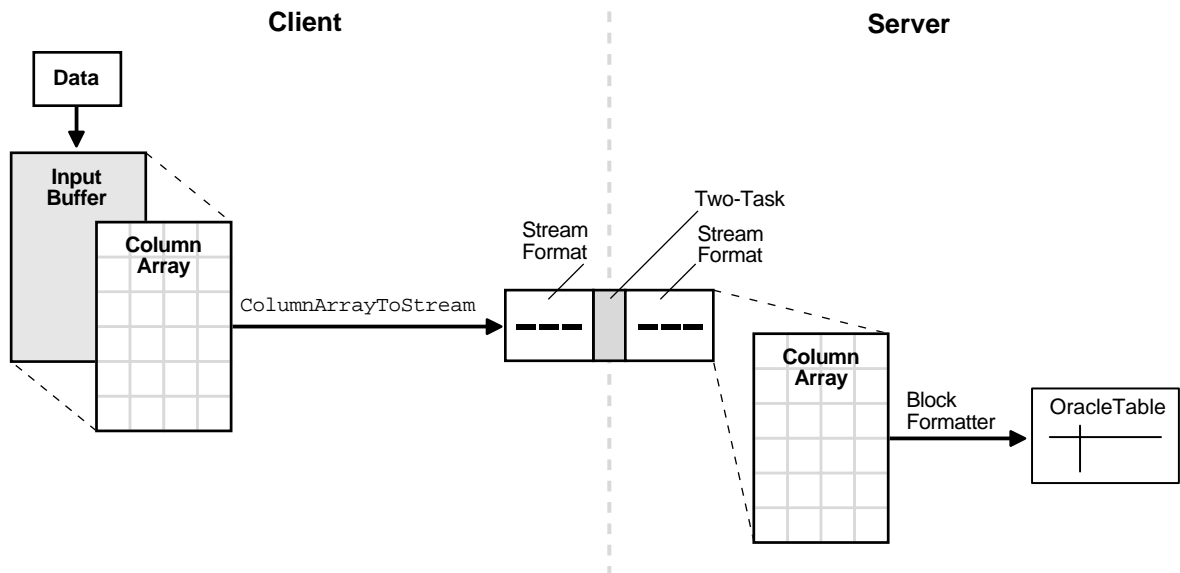 Client
Server
Data
Input
Buffer
Column
Array
ColumnArrayToStream
Stream
Format
Two-Task
Stream
Format
Column
Array
Block
Formatter
OracleTable